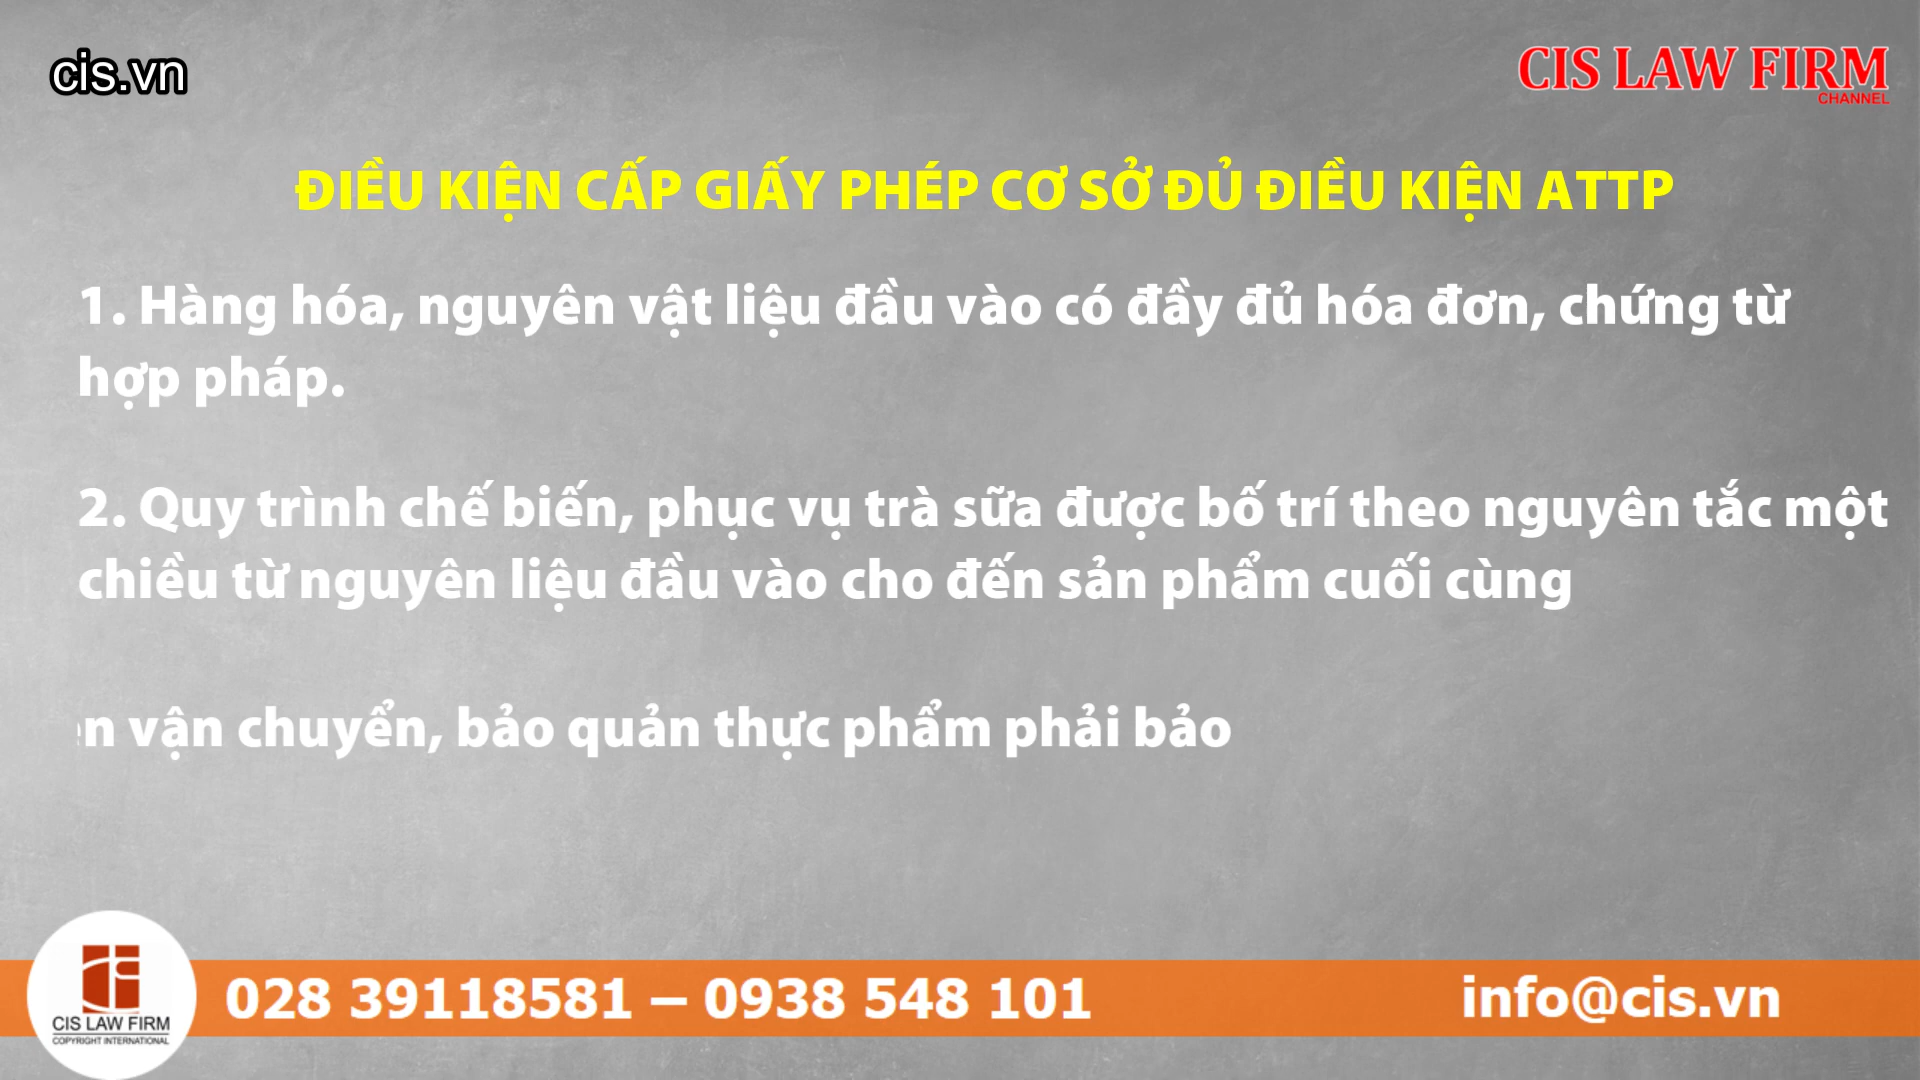 cis.vn
CIS LAW FIRM
CHANNEL
ĐIỀU KIỆN CẤP GIẤY PHÉP CƠ SỞ ĐỦ ĐIỀU KIỆN ATTP
1. Hàng hóa, nguyên vật liệu đầu vào có đầy đủ hóa đơn, chứng từ
hợp pháp.
2. Quy trình chế biến, phục vụ trà sữa được bố trí theo nguyên tắc một
chiều từ nguyên liệu đầu vào cho đến sản phẩm cuối cùng
vận chuyển, bảo quản thực phẩm phải bảo
CIS LAW FIRM
COPYRIGHT INTERNATIONAL
028 39118581 – 0938 548 101
info@cis.vn